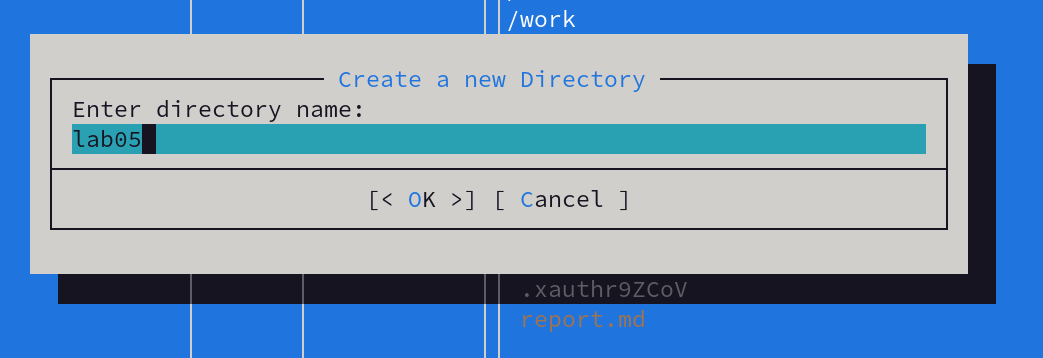 /work
Create a new Directory
Enter directory name:
lab05
[< OK >] [ Cancel ]
.xauthr9ZCoV
report.md